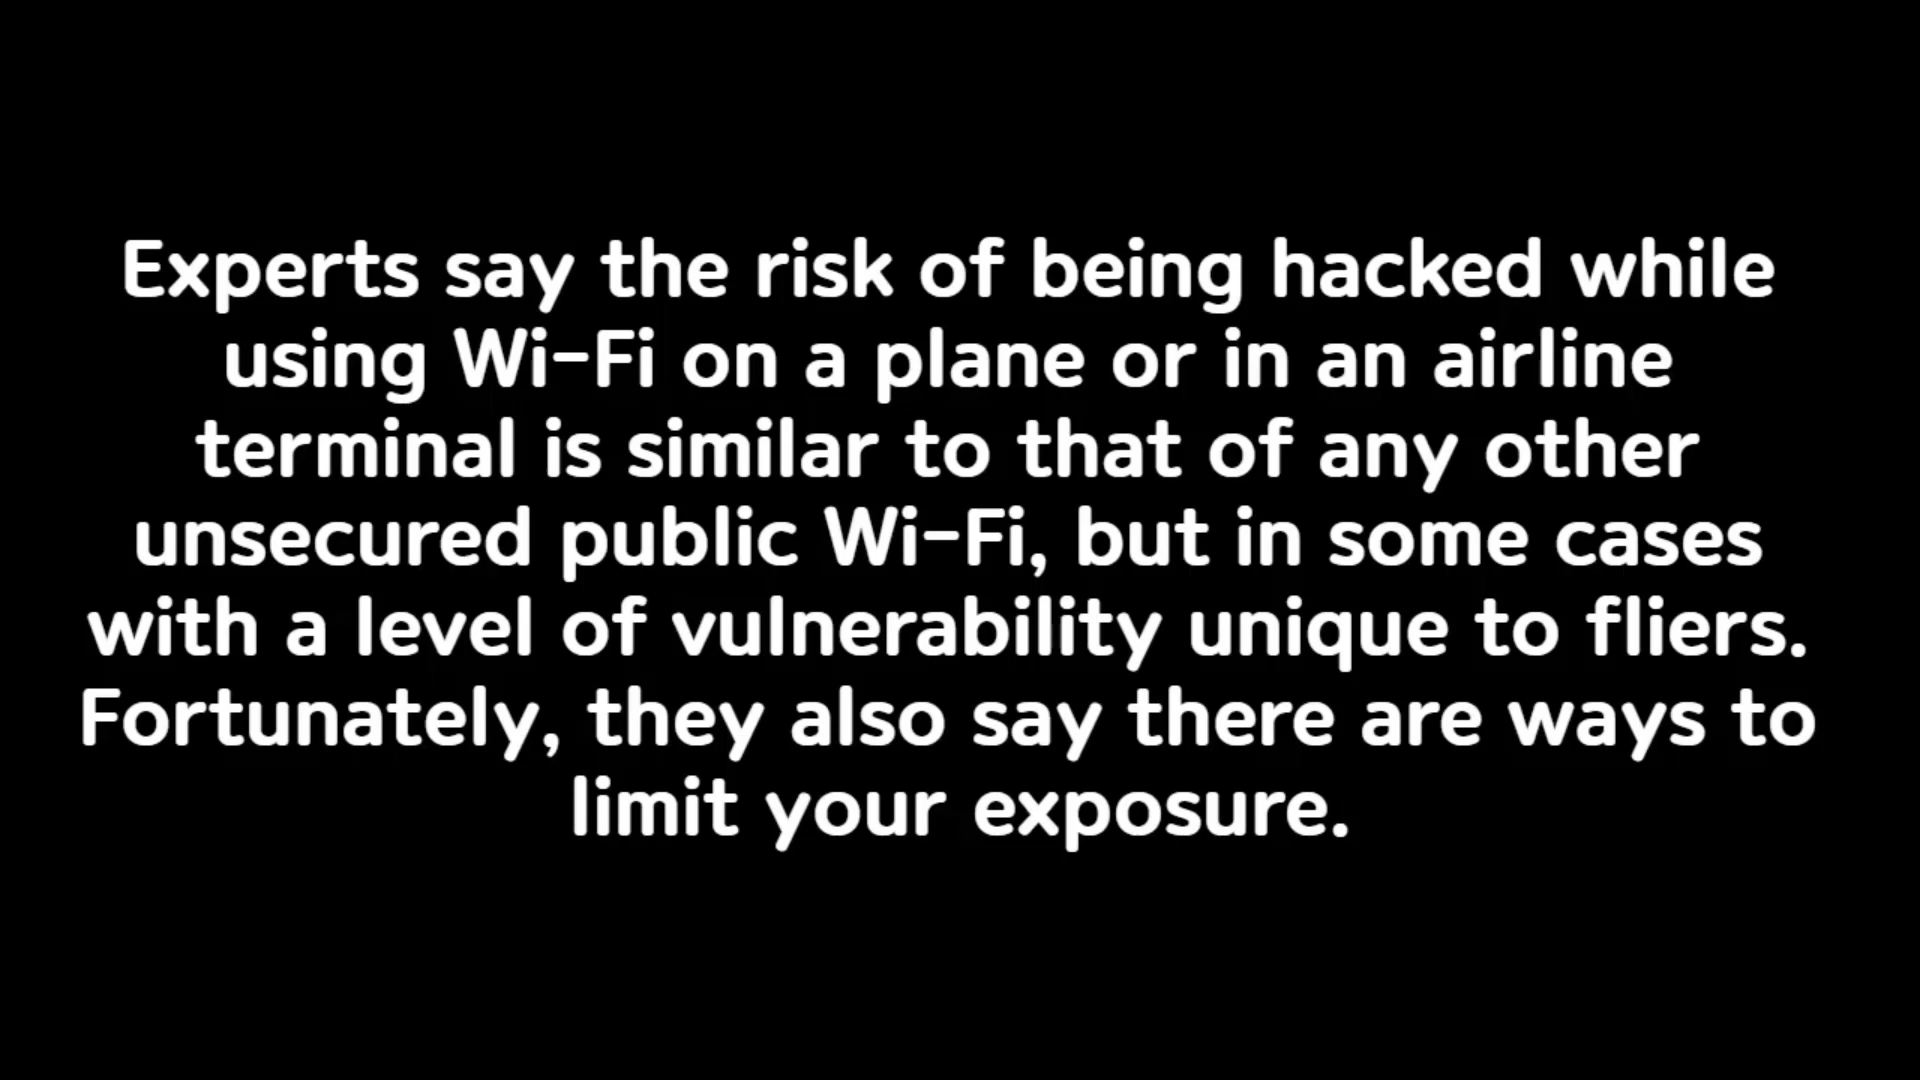 Experts say the risk of being hacked while
using Wi-Fi on a plane or in an airline
terminal is similar to that of any other
unsecured public Wi-Fi, but in some cases
with a level of vulnerability unique to fliers.
Fortunately, they also say there are ways to
limit your exposure.